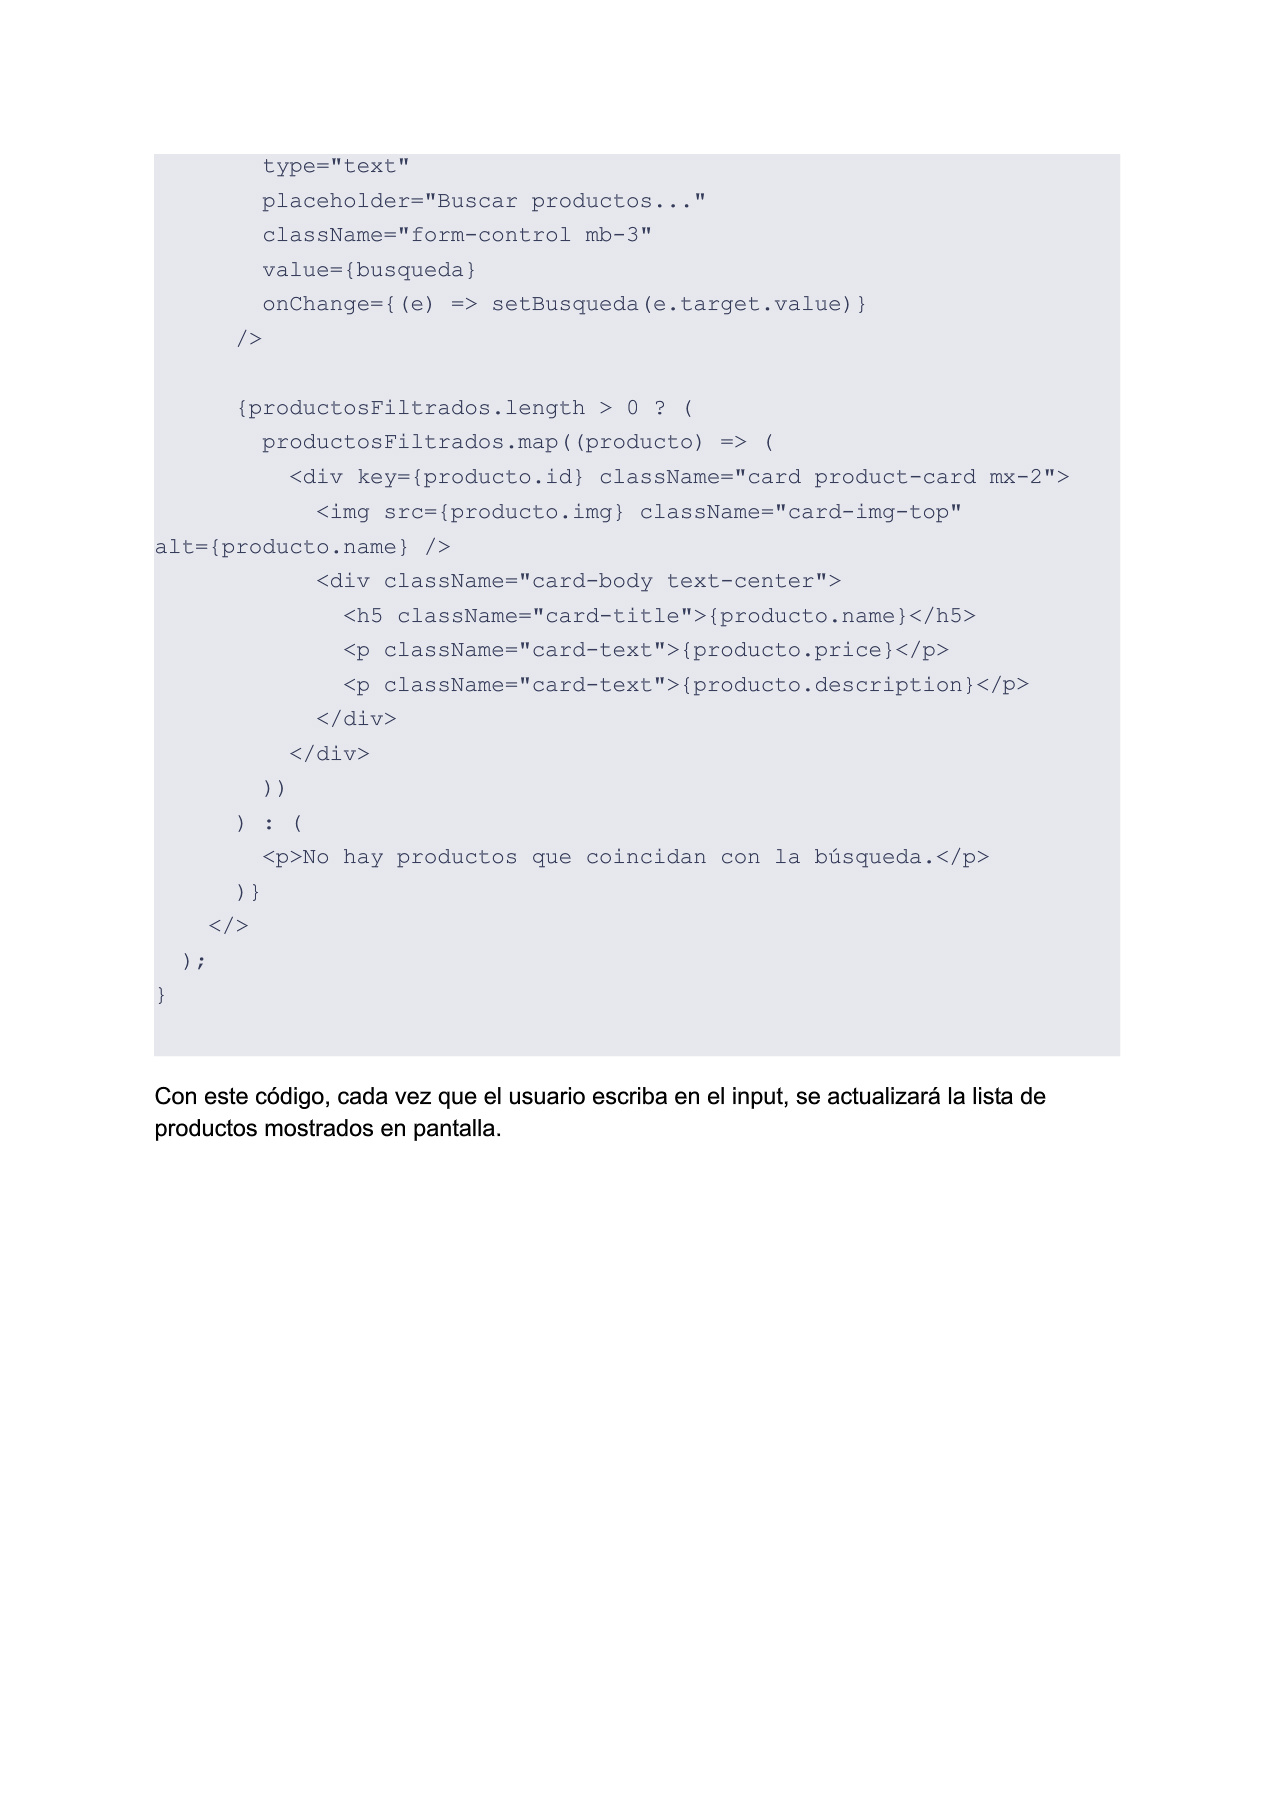 type="text"
placeholder="Buscar productos..."
className="form-control mb-3"
value={busqueda}
onChange={(e) => setBusqueda(e.target.value)}
/>
{productosFiltrados.length > 0 ? (
productosFiltrados.map((producto) => (
<div key={producto.id} className="card product-card mx-2">
<img src={producto.img} className="card-img-top"
alt={producto.name} />
<div className="card-body text-center">
<h5 className="card-title">{producto.name}</h5>
<p className="card-text">{producto.price}</p>
<p className="card-text">{producto.description}</p>
</div>
</div>
))
) : (
<p>No hay productos que coincidan con la búsqueda.</p>
)}
</>
);
}
Con este código, cada vez que el usuario escriba en el input, se actualizará la lista de
productos mostrados en pantalla.